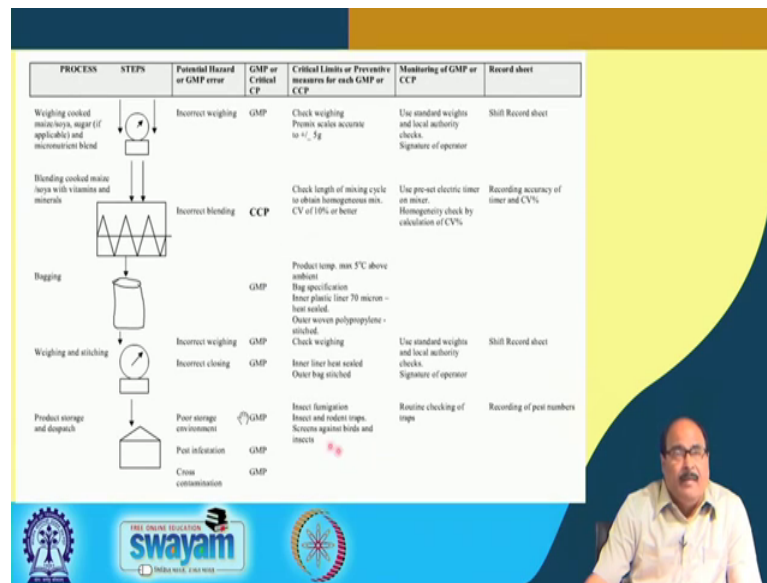 PROCESS STEPS
Potential Hazard
or GMP error
GMP or
Critical
CP
Critical Limits or Preventive
measures for each GMP or
CCP
Monitoring of GMP or
CCP
Record sheet
Weighing cooked
maize/soya, sugar (if
applicable) and
micronutrient blend
Incorrect weighing
GMP
Check weighing
Premix scales accurate
to +/_ 5g
Use standard weights
and local authority
checks.
Signature of operator
Shift Record sheet
Blending cooked maize
/soya with vitamins and
minerals
Incorrect blending
CCP
Check length of mixing cycle
to obtain homogeneous mix.
CV of 10% or better
Use pre-set electric timer
on mixer.
Homogeneity check by
calculation of CV%
Recording accuracy of
timer and CV%
Bagging
GMP
Product temp. max 5°C above
ambient
Bag specification
Inner plastic liner 70 micron –
heat sealed.
Outer woven polypropylene -
stitched.
Weighing and stitching
Incorrect weighing
GMP
Check weighing
Use standard weights
and local authority
checks.
Signature of operator
Shift Record sheet
Incorrect closing
GMP
Inner liner heat sealed
Outer bag stitched
Product storage
and despatch
Poor storage
environment
GMP
Insect fumigation
Insect and rodent traps.
Screens against birds and
insects
Routine checking of
traps
Recording of pest numbers
Pest infestation
GMP
Cross
contamination
GMP
FREE ONLINE EDUCATION
swayam